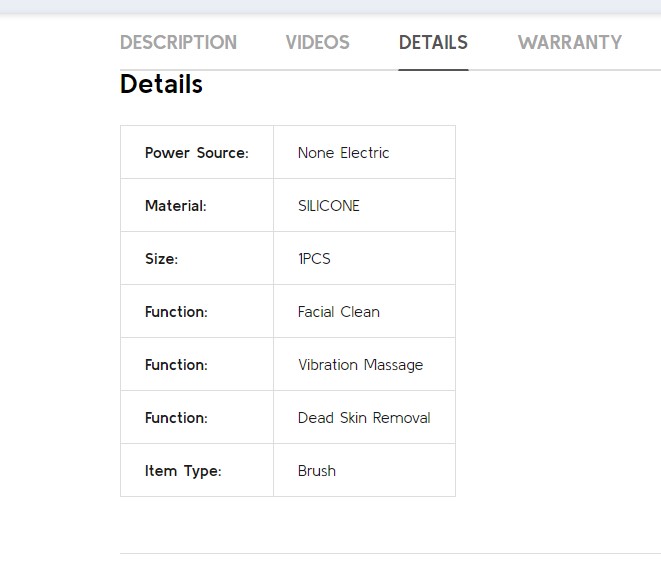 DESCRIPTION VIDEOS DETAILS WARRANTY
Details
Power Source: None Electric
Material: SILICONE
Size: 1PCS
Function: Facial Clean
Function: Vibration Massage
Function: Dead Skin Removal
Item Type: Brush